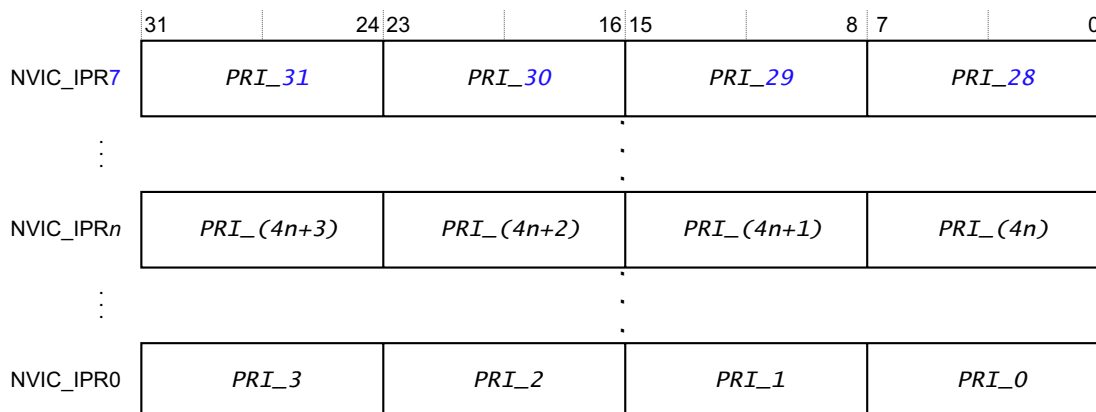 31 24 23 16 15 8 7 0
NVIC_IPR7 PRI_31 PRI_30 PRI_29 PRI_28
NVIC_IPRn PRI_(4n+3) PRI_(4n+2) PRI_(4n+1) PRI_(4n)
NVIC_IPR0 PRI_3 PRI_2 PRI_1 PRI_0